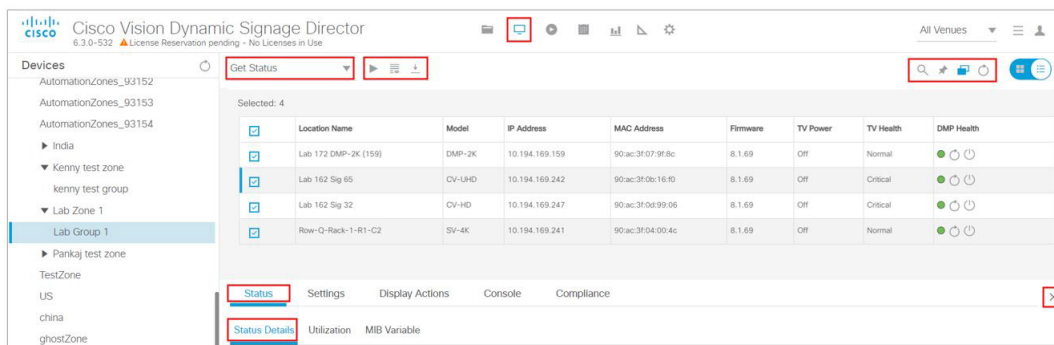 CISCO
Cisco Vision Dynamic Signage Director
6.3.0-532 License Reservation pending - No Licenses in Use
All Venues
Devices
AutomationZones_93152
AutomationZones_93153
AutomationZones_93154
India
Kenny test zone
kenny test group
Lab Zone 1
Lab Group 1
Pankaj test zone
TestZone
US
china
ghostZone
Get Status
Selected: 4
Location Name Model IP Address MAC Address Firmware TV Power TV Health DMP Health
Lab 172 DMP-2K (159) DMP-2K 10.194.169.159 90:ac:3f:07:9f:8c 8.1.69 Off Normal
Lab 162 Sig 65 CV-UHD 10.194.169.242 90:ac:3f:0b:16:f0 8.1.69 Off Critical
Lab 162 Sig 32 CV-HD 10.194.169.247 90:ac:3f:0d:99:06 8.1.69 Off Critical
Row-Q-Rack-1-R1-C2 SV-4K 10.194.169.241 90:ac:3f:04:00:4c 8.1.69 Off Normal
Status Settings Display Actions Console Compliance
Status Details Utilization MIB Variable